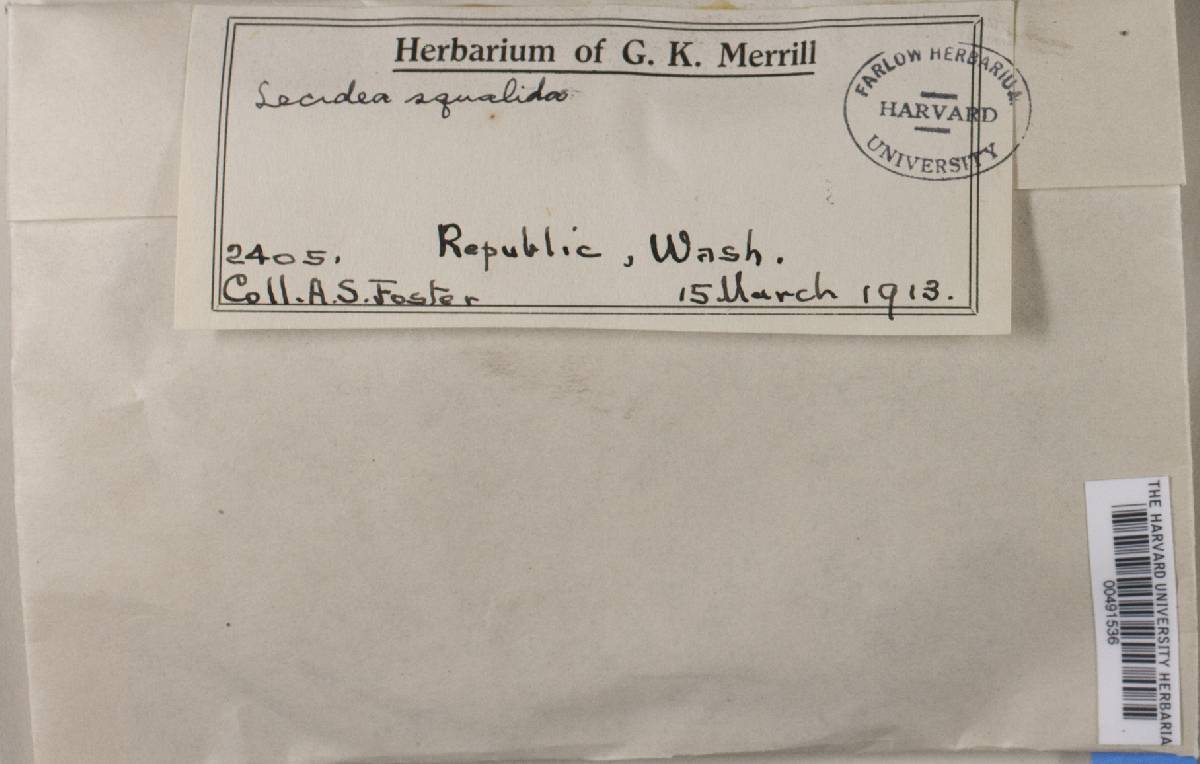 Herbarium of G. K. Merrill
Lecidea squalida
FARLOW HERBARIUM
HARVARD
UNIVERSITY
2405. Republic, Wash.
Coll. A. S. Foster 15 March 1913.
THE HARVARD UNIVERSITY HERBARIA
00491536